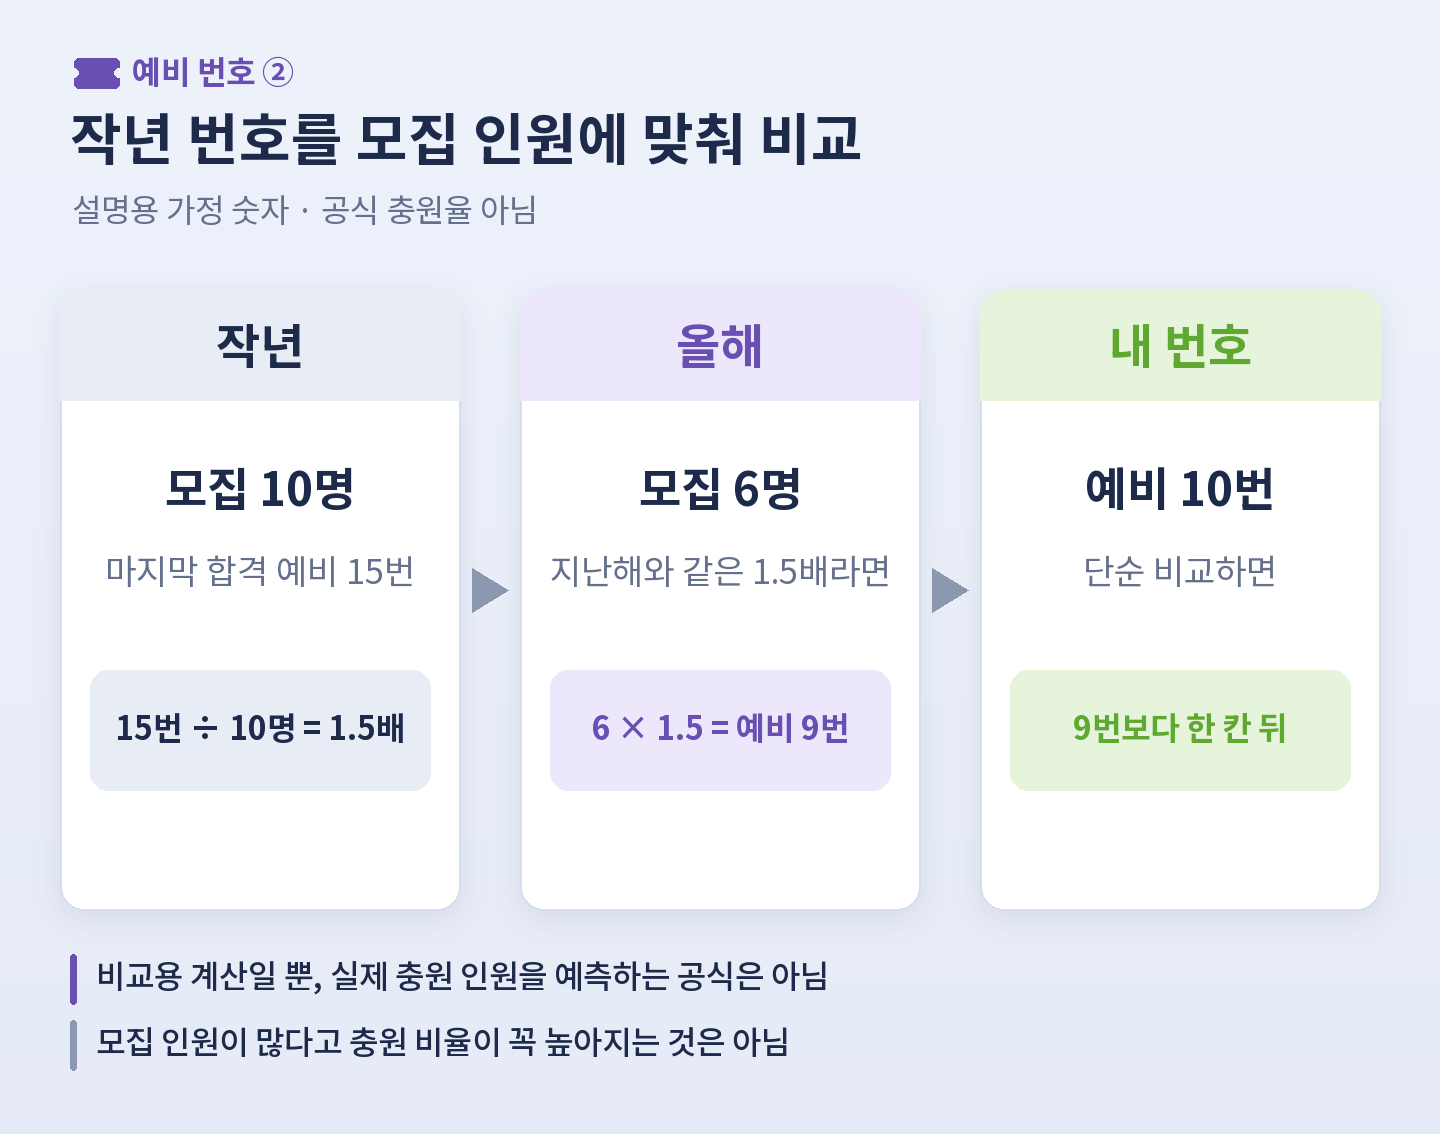 예비 번호 ②
작년 번호를 모집 인원에 맞춰 비교
설명용 가정 숫자 · 공식 충원율 아님
작년
모집 10명
마지막 합격 예비 15번
15번 ÷ 10명 = 1.5배
올해
모집 6명
지난해와 같은 1.5배라면
6 × 1.5 = 예비 9번
내 번호
예비 10번
단순 비교하면
9번보다 한 칸 뒤
비교용 계산일 뿐, 실제 충원 인원을 예측하는 공식은 아님
모집 인원이 많다고 충원 비율이 꼭 높아지는 것은 아님